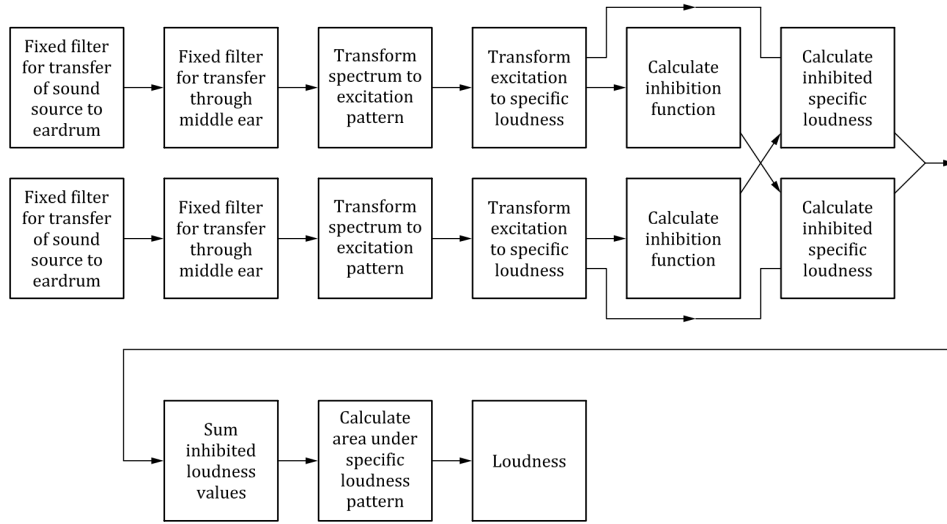 Fixed filter
for transfer
of sound
source to
eardrum
Fixed filter
for transfer
through
middle ear
Transform
spectrum to
excitation
pattern
Transform
excitation
to specific
loudness
Calculate
inhibition
function
Calculate
inhibited
specific
loudness
Fixed filter
for transfer
of sound
source to
eardrum
Fixed filter
for transfer
through
middle ear
Transform
spectrum to
excitation
pattern
Transform
excitation
to specific
loudness
Calculate
inhibition
function
Calculate
inhibited
specific
loudness
Sum
inhibited
loudness
values
Calculate
area under
specific
loudness
pattern
Loudness